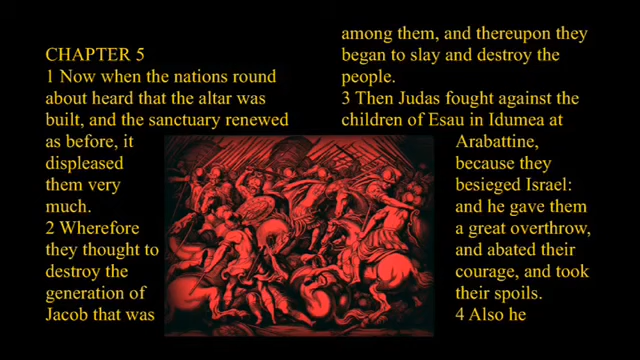 CHAPTER 5
1 Now when the nations round
about heard that the altar was
built, and the sanctuary renewed
as before, it
displeased
them very
much.
2 Wherefore
they thought to
destroy the
generation of
Jacob that was
among them, and thereupon they
began to slay and destroy the
people.
3 Then Judas fought against the
children of Esau in Idumea at
Arabattine,
because they
besieged Israel:
and he gave them
a great overthrow,
and abated their
courage, and took
their spoils.
4 Also he